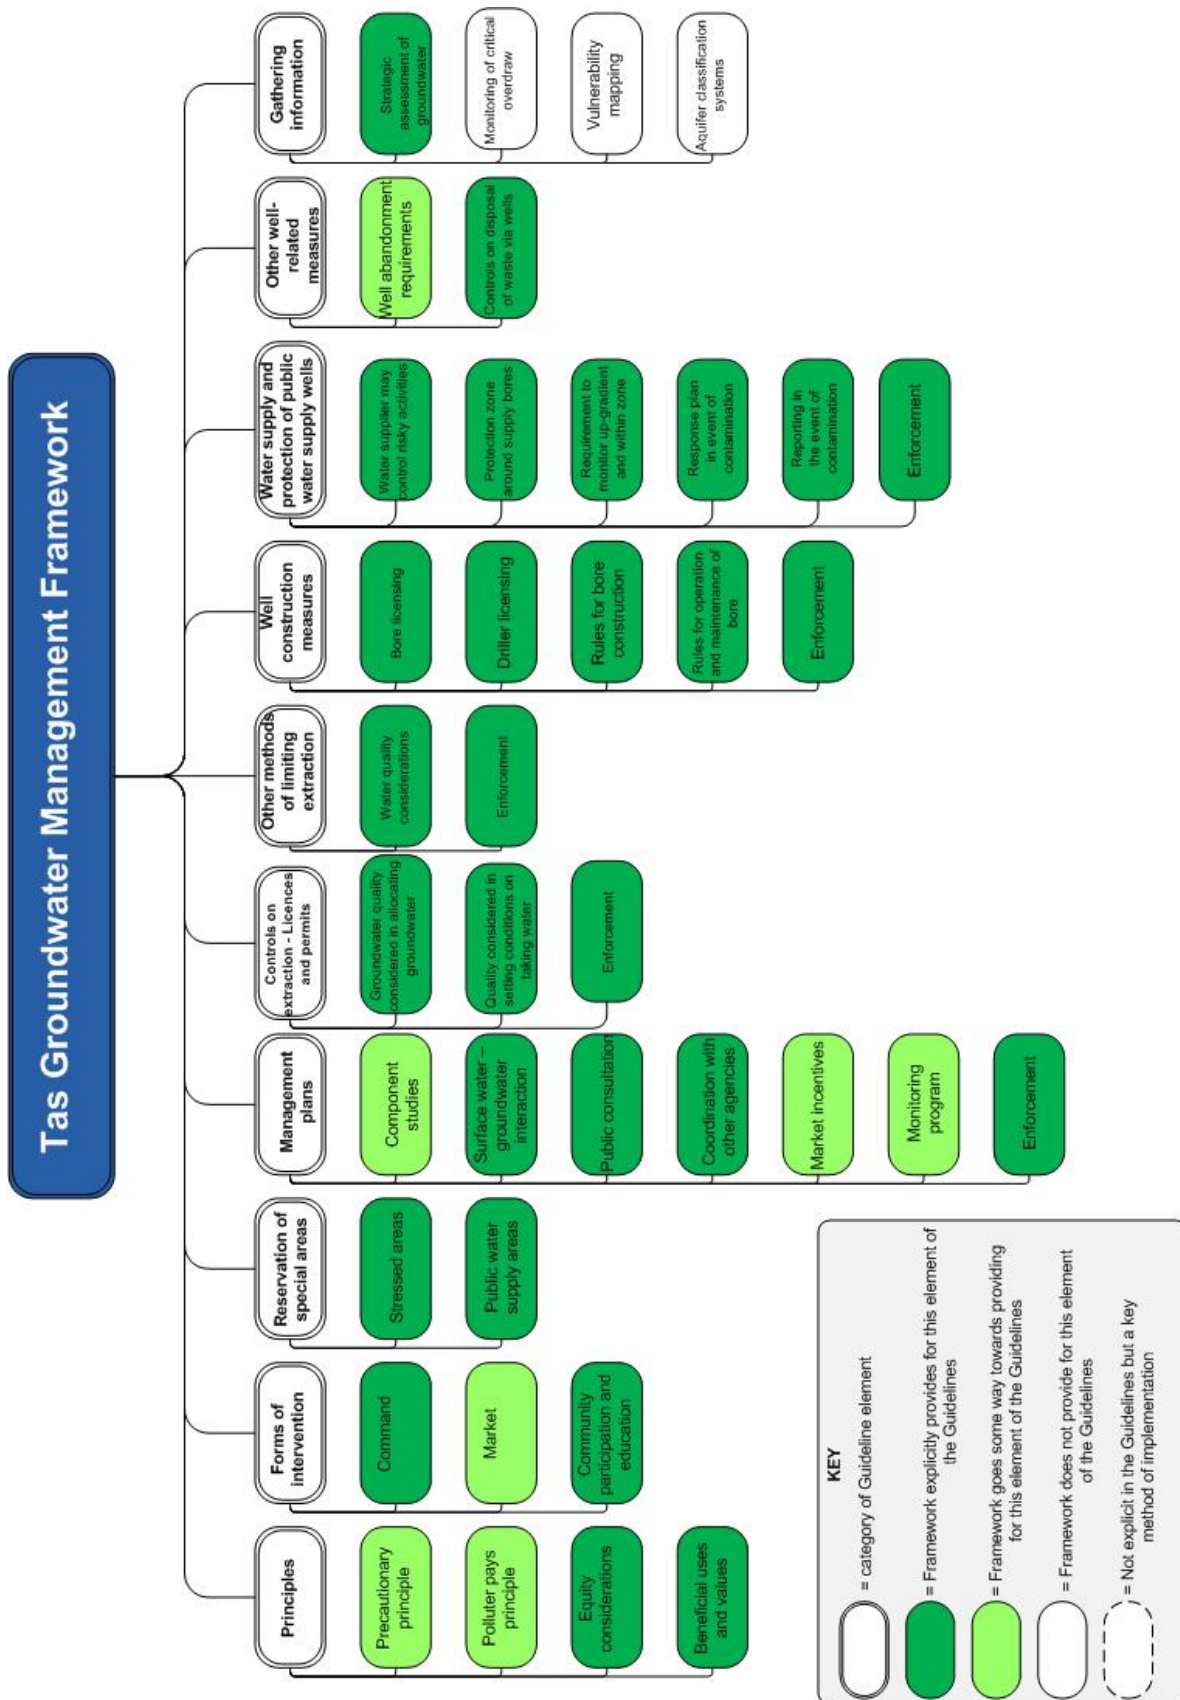 Tas Groundwater Management Framework
Principles
Precautionary
principle
Polluter pays
principle
Equity
considerations
Beneficial uses
and values
Forms of
intervention
Command
Market
Community
participation and
education
Reservation of
special areas
Stressed areas
Public water
supply areas
Management
plans
Component
studies
Surface water –
groundwater
interaction
Public consultation
Coordination with
other agencies
Market incentives
Monitoring
program
Enforcement
Controls on
extraction - Licences
and permits
Groundwater quality
considered in allocating
groundwater
Quality considered in
setting conditions on
taking water
Enforcement
Other methods
of limiting
extraction
Water quality
considerations
Enforcement
Well
construction
measures
Bore licensing
Driller licensing
Rules for bore
construction
Rules for operation
and maintenance of
bore
Enforcement
Water supply and
protection of public
water supply wells
Water supplier may
control risky activities
Protection zone
around supply bores
Requirement to
monitor up-gradient
and within zone
Response plan
in event of
contamination
Reporting in
the event of
contamination
Enforcement
Other well-
related
measures
Well abandonment
requirements
Controls on disposal
of waste via wells
Gathering
information
Strategic
assessment of
groundwater
Monitoring of critical
overdraw
Vulnerability
mapping
Aquifer classification
systems
KEY
= category of Guideline element
= Framework explicitly provides for this element of
the Guidelines
= Framework goes some way towards providing
for this element of the Guidelines
= Framework does not provide for this element
of the Guidelines
= Not explicit in the Guidelines but a key
method of implementation